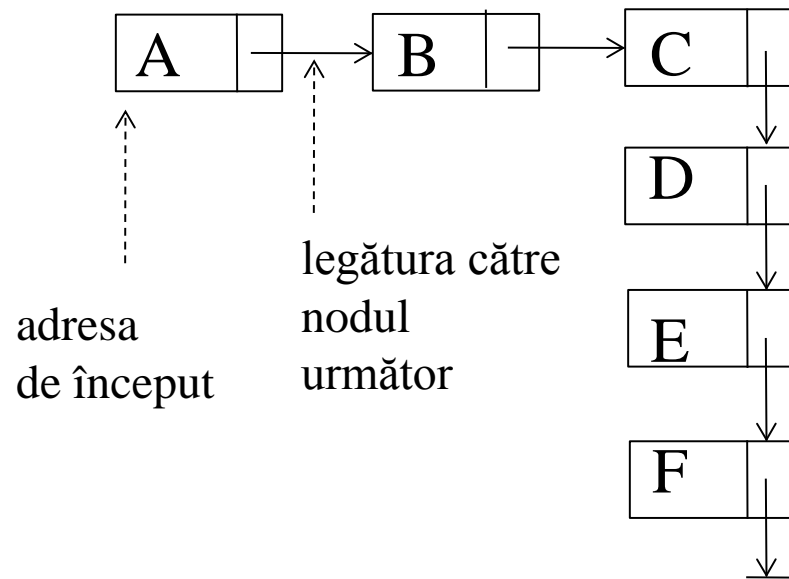 A
B
C
D
E
F
legătura către
nodul
următor
adresa
de început